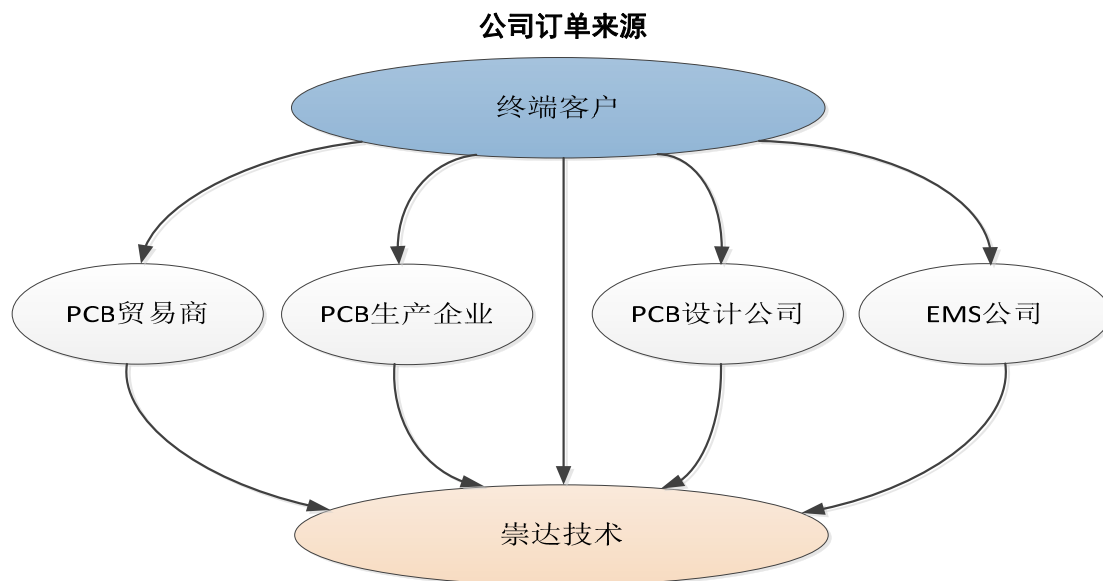 公司订单来源
终端客户
PCB贸易商
PCB生产企业
PCB设计公司
EMS公司
崇达技术